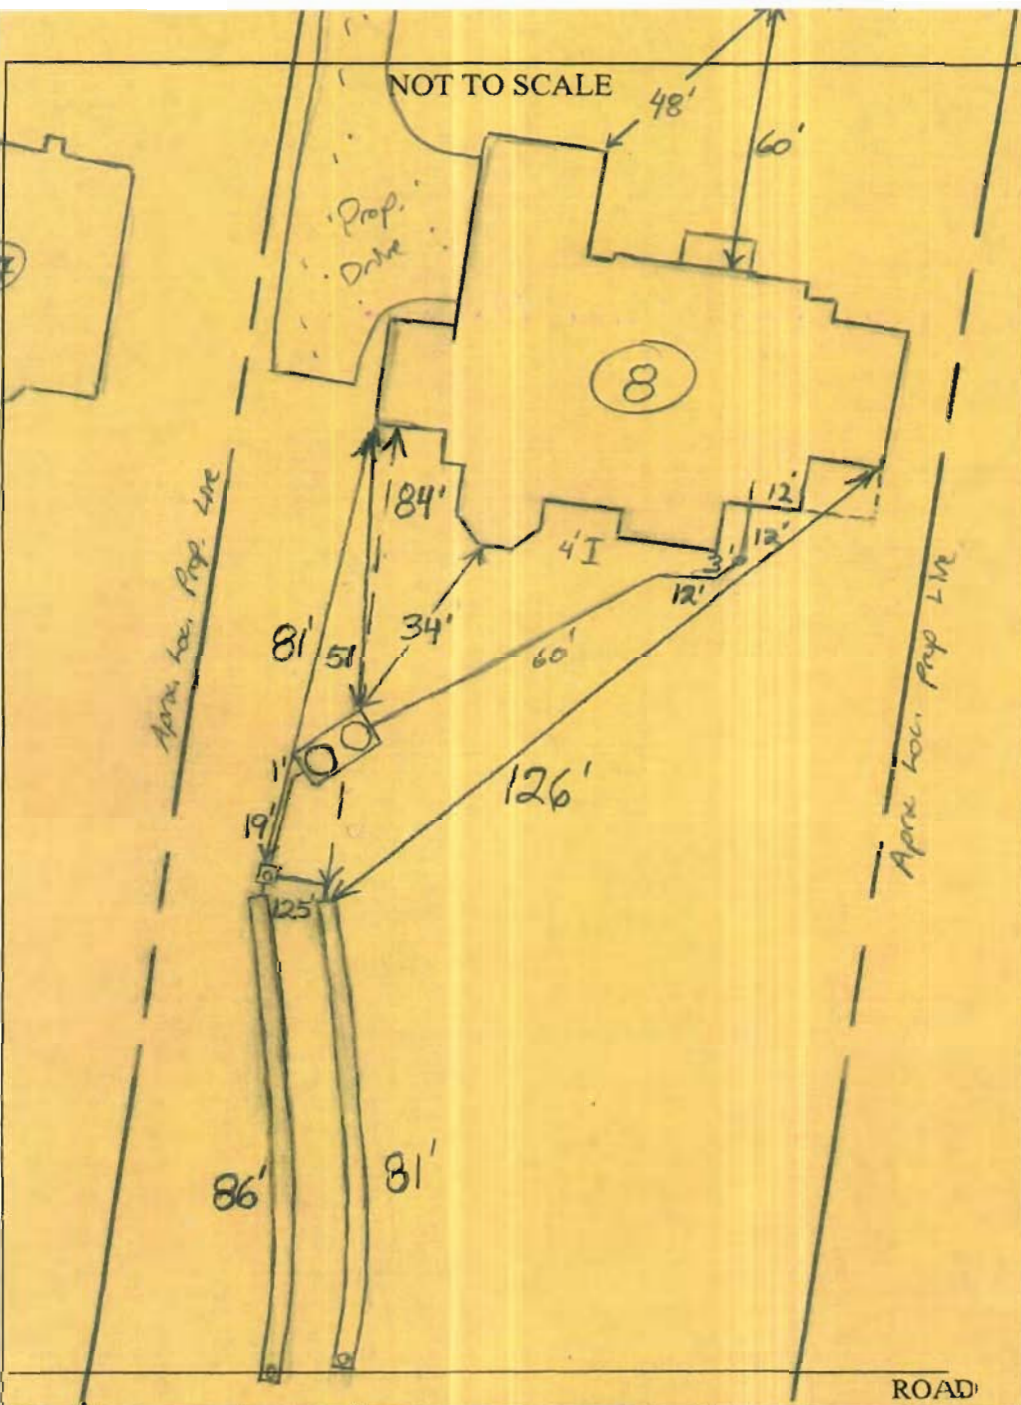 NOT TO SCALE
48'
60'
Prop.
Drive
8
184'
12'
12'
4' I
3'
12'
Aprx. Loc. Prop. Line
81'
51'
34'
60'
Aprx. Loc. Prop Line
126'
1'
19'
125'
86'
81'
ROAD